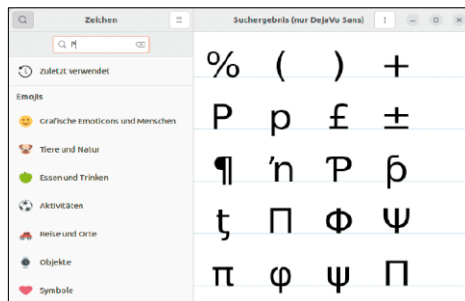 Zeichen
Suchergebnis (nur DejaVu Sans)
P
Zuletzt verwendet
Emojis
Grafische Emoticons und Menschen
Tiere und Natur
Essen und Trinken
Aktivitäten
Reise und Orte
Objekte
Symbole
% ( ) +
P p £ ±
¶ ŉ Ƥ ƥ
ƫ Π Φ Ψ
π φ ψ П